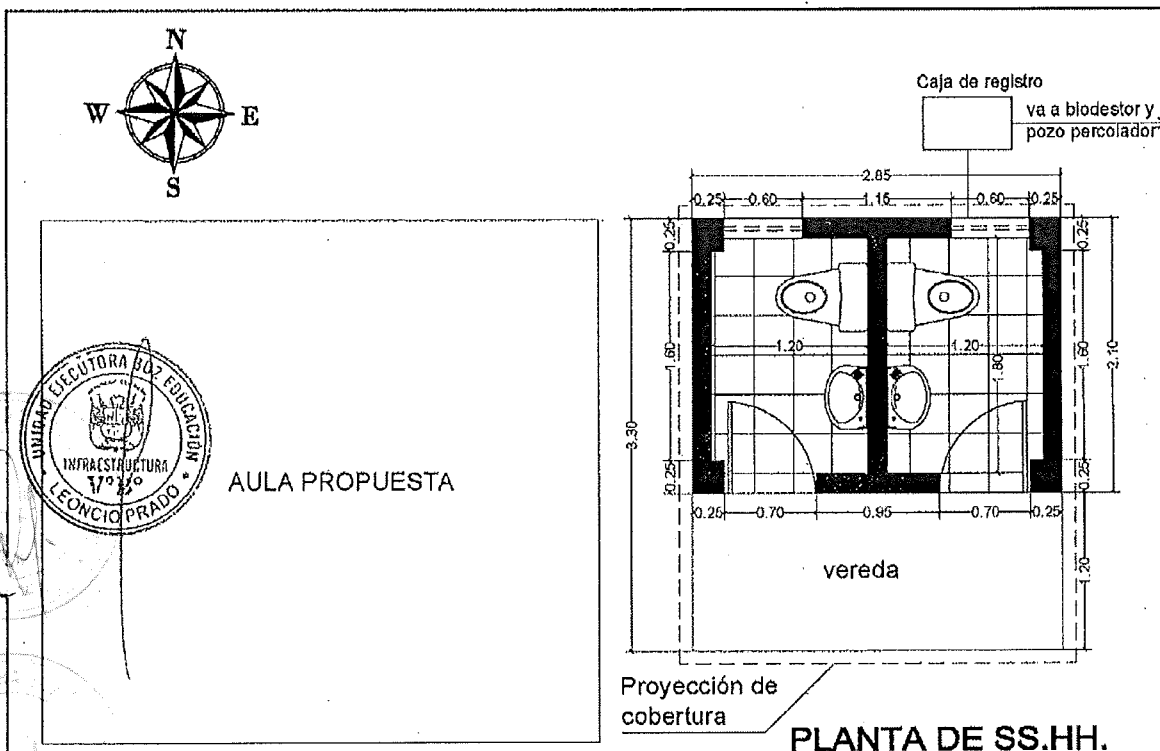 N
W E
S
Caja de registro
va a biodestor y
pozo percolador
2.85
0.25 0.60 1.15 0.60 0.25
0.25 0.25
1.20 1.20
1.60 1.80 1.60 2.10
3.30
0.25 0.25
0.25 0.70 0.95 0.70 0.25
1.20
UNIDAD EJECUTORA 302 EDUCACIÓN
INFRAESTRUCTURA
V°B°
LEONCIO PRADO
AULA PROPUESTA
vereda
Proyección de
cobertura
PLANTA DE SS.HH.